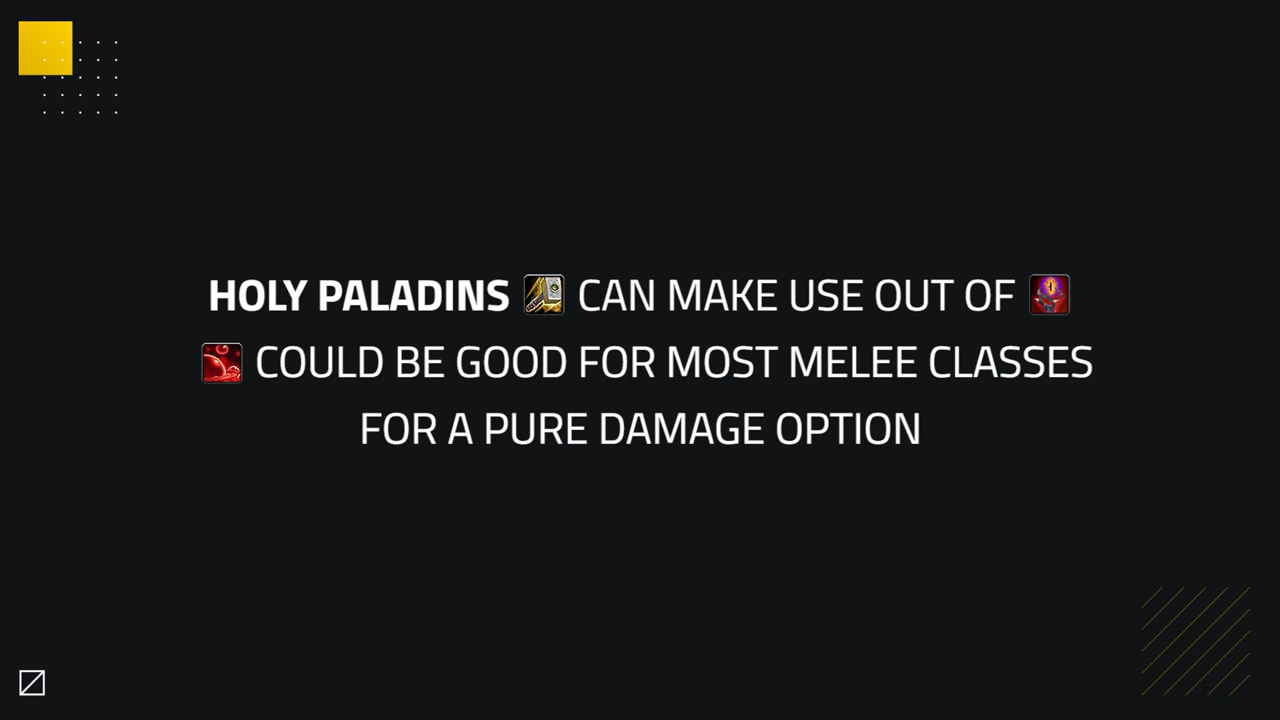 HOLY PALADINS CAN MAKE USE OUT OF
COULD BE GOOD FOR MOST MELEE CLASSES
FOR A PURE DAMAGE OPTION